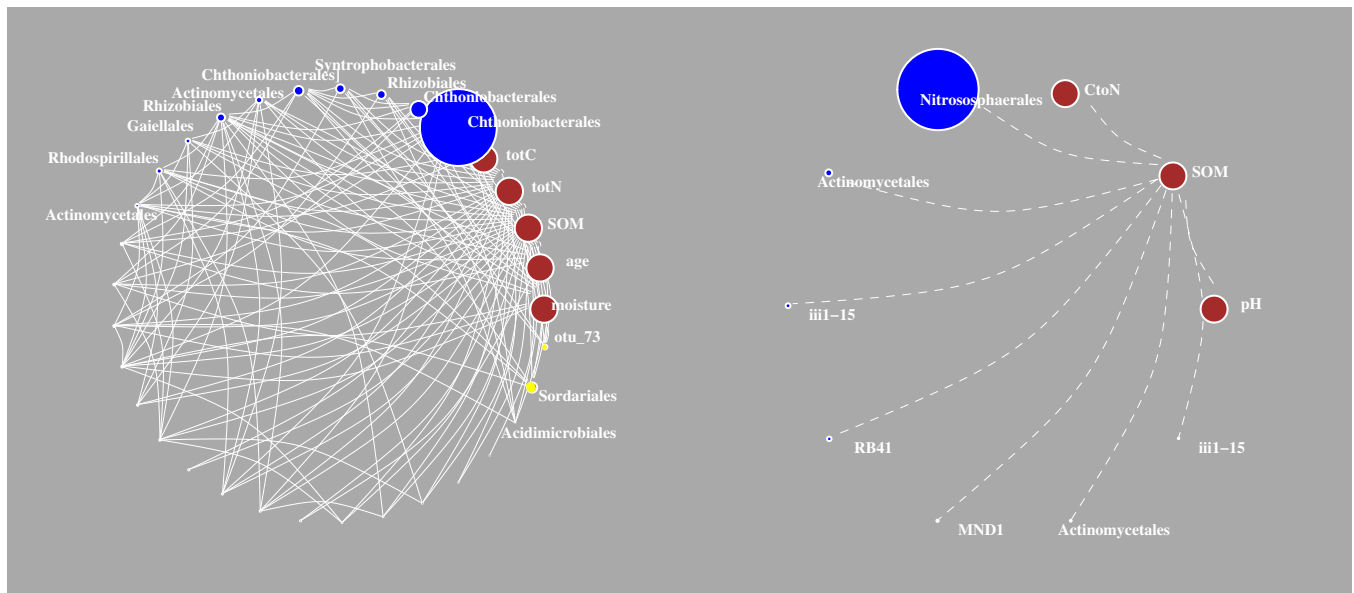 Syntrophobacterales
Chthoniobacterales
Rhizobiales
Actinomycetales
Chthoniobacterales
Rhizobiales
Chthoniobacterales
Gaiellales
totC
Rhodospirillales
totN
Actinomycetales
SOM
age
moisture
otu_73
Sordariales
Acidimicrobiales
CtoN
Nitrososphaerales
SOM
Actinomycetales
pH
iii1-15
RB41
iii1-15
MND1
Actinomycetales